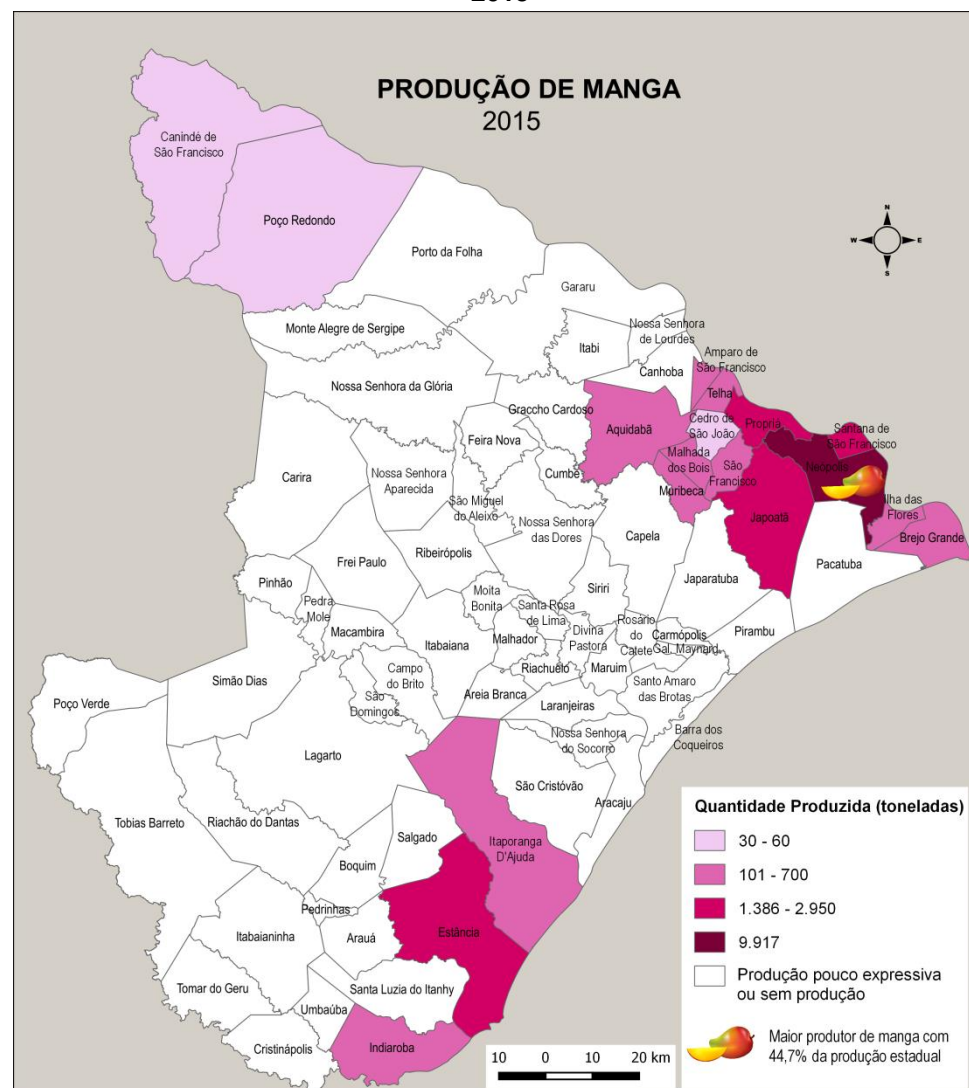 PRODUÇÃO DE MANGA
2015
Canindé de
São Francisco
Poço Redondo
Porto da Folha
Gararu
Monte Alegre de Sergipe
Nossa Senhora
de Lourdes
Itabi
Amparo de
São Francisco
Canhoba
Nossa Senhora da Glória
Telha
Graccho Cardoso
Cedro de
São João
Propriá
Santana de
São Francisco
Aquidabã
Feira Nova
Malhada
dos Bois
São
Francisco
Neópolis
Carira
Nossa Senhora
Aparecida
Cumbe
Muribeca
Ilha das
Flores
São Miguel
do Aleixo
Japoatã
Brejo Grande
Nossa Senhora
das Dores
Capela
Frei Paulo
Ribeirópolis
Pacatuba
Pinhão
Siriri
Japaratuba
Pedra
Mole
Moita
Bonita
Santa Rosa
de Lima
Divina
Pastora
Rosário
do
Catete
Carmópolis
Pirambu
Macambira
Itabaiana
Malhador
Gal. Maynard
Riachuelo
Maruim
Simão Dias
Campo
do Brito
Santo Amaro
das Brotas
Poço Verde
São
Domingos
Areia Branca
Laranjeiras
Nossa Senhora
do Socorro
Barra dos
Coqueiros
Lagarto
São Cristóvão
Aracaju
Tobias Barreto
Riachão do Dantas
Salgado
Itaporanga
D'Ajuda
Boquim
Pedrinhas
Itabaianinha
Arauá
Estância
Tomar do Geru
Santa Luzia do Itanhy
Umbaúba
Cristinápolis
Indiaroba
N
W
E
S
Quantidade Produzida (toneladas)
30 - 60
101 - 700
1.386 - 2.950
9.917
Produção pouco expressiva
ou sem produção
Maior produtor de manga com
44,7% da produção estadual
10 0 10 20 km